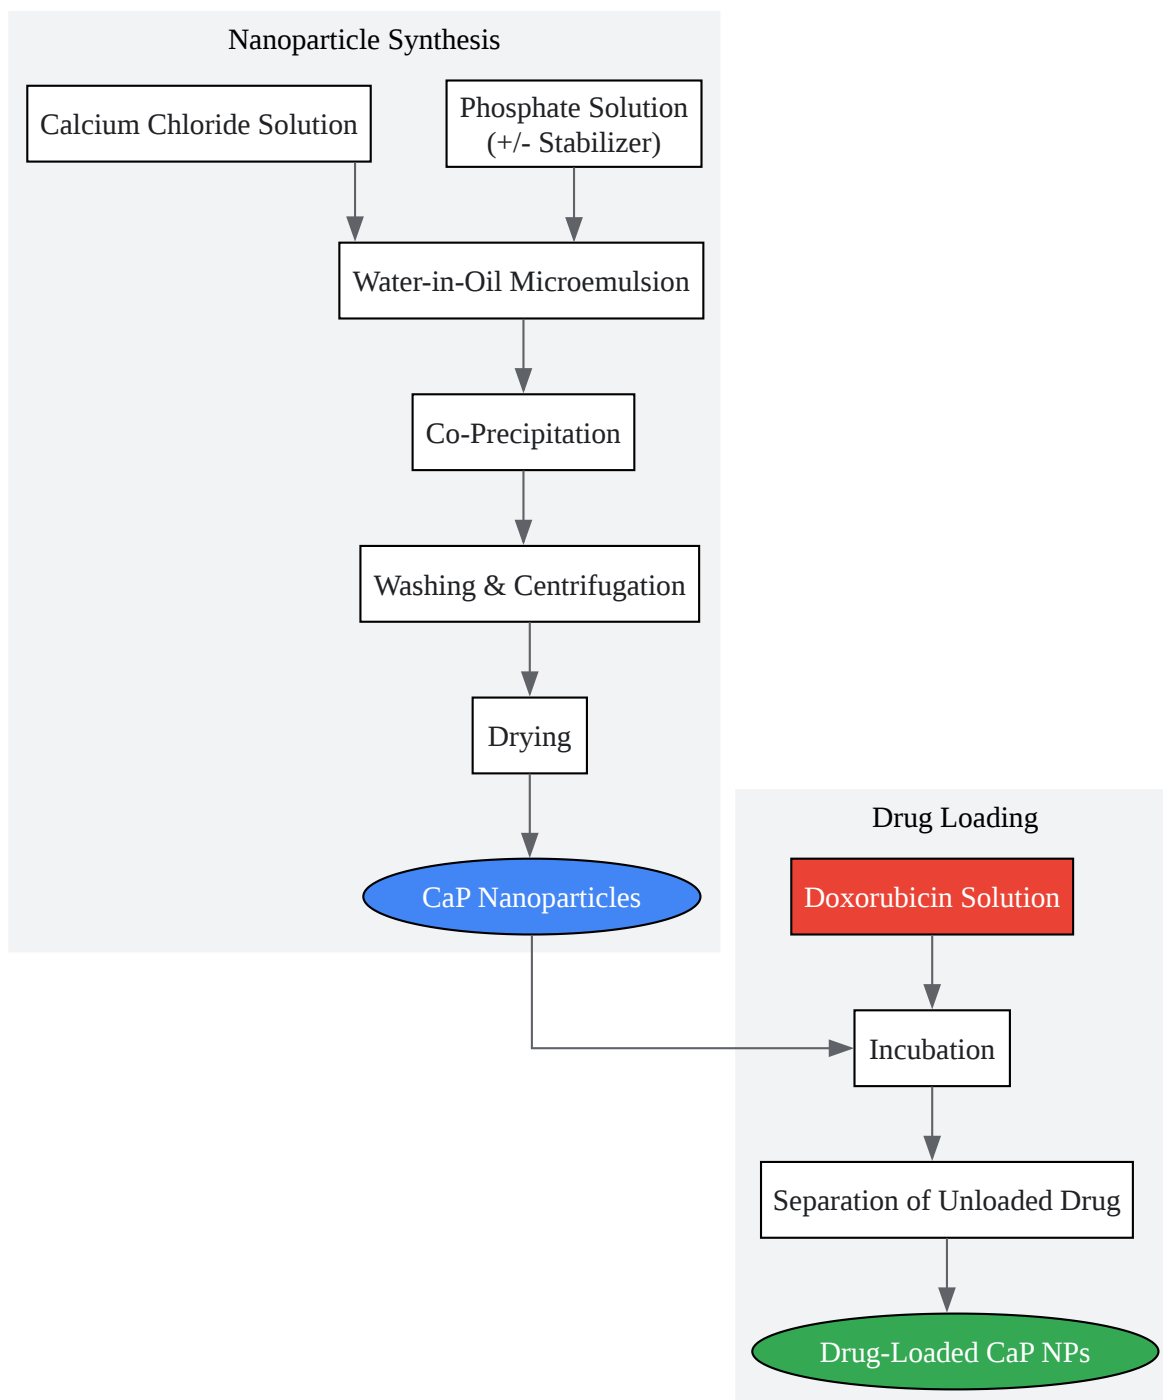 Nanoparticle Synthesis
Calcium Chloride Solution
Phosphate Solution
(+/- Stabilizer)
Water-in-Oil Microemulsion
Co-Precipitation
Washing & Centrifugation
Drying
CaP Nanoparticles
Drug Loading
Doxorubicin Solution
Incubation
Separation of Unloaded Drug
Drug-Loaded CaP NPs